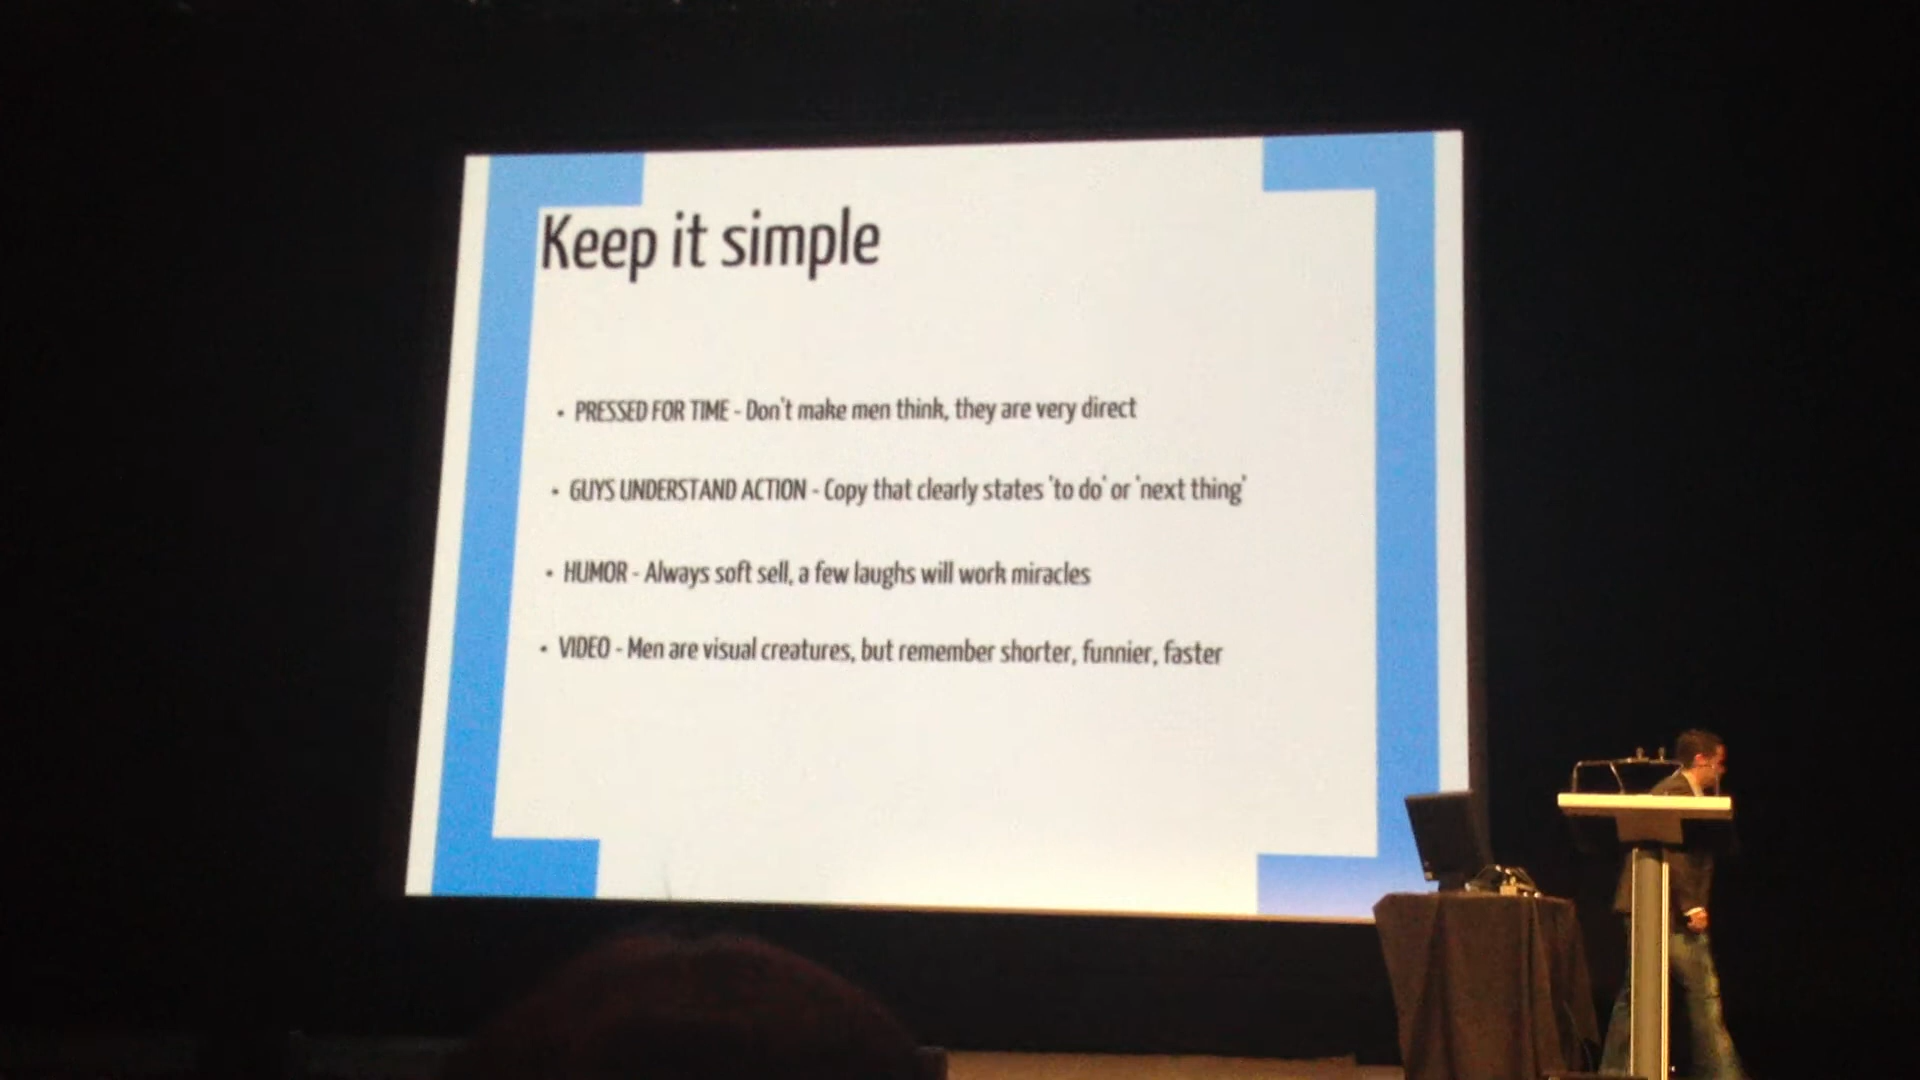 Keep it simple
• PRESSED FOR TIME - Don't make men think, they are very direct
• GUYS UNDERSTAND ACTION - Copy that clearly states 'to do' or 'next thing'
• HUMOR - Always soft sell, a few laughs will work miracles
• VIDEO - Men are visual creatures, but remember shorter, funnier, faster